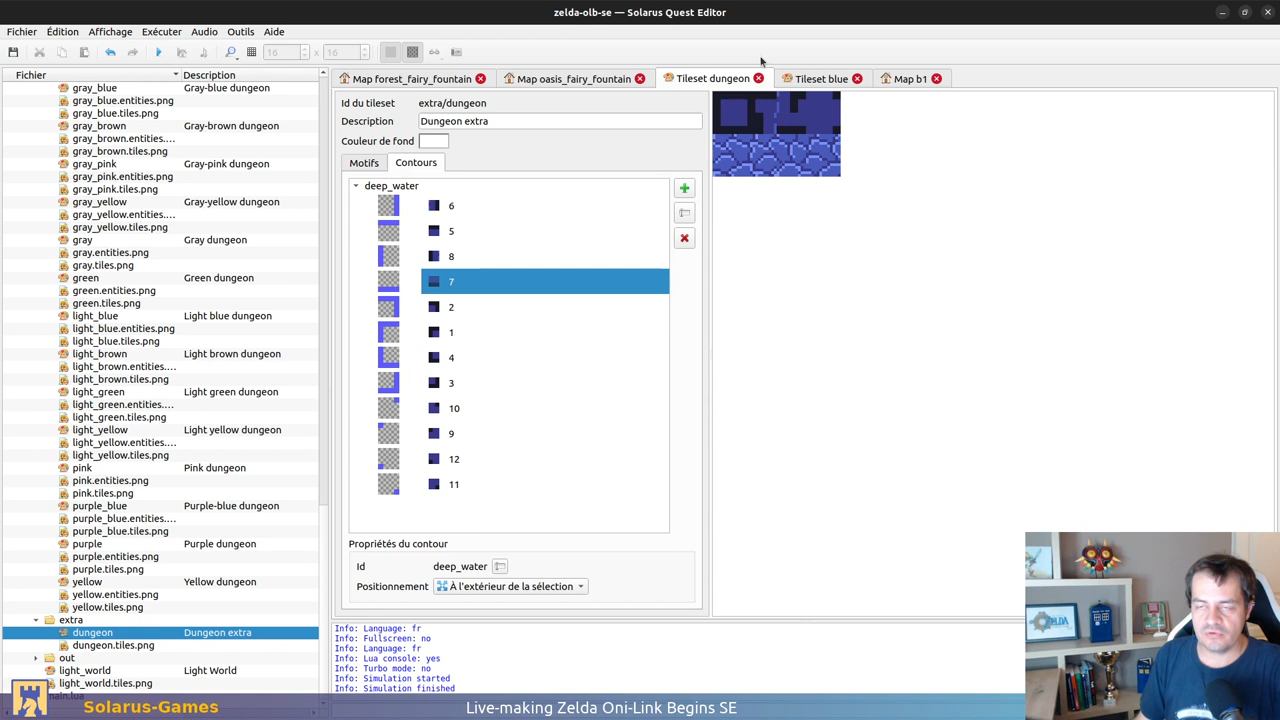 zelda-olb-se — Solarus Quest Editor
Fichier Édition Affichage Exécuter Audio Outils Aide
16 x 16
Fichier Description
Map forest_fairy_fountain Map oasis_fairy_fountain Tileset dungeon Tileset blue Map b1
gray_blue Gray-blue dungeon
gray_blue.entities.png
gray_blue.tiles.png
gray_brown Gray-brown dungeon
gray_brown.entities....
gray_brown.tiles.png
gray_pink Gray-pink dungeon
gray_pink.entities.png
gray_pink.tiles.png
gray_yellow Gray-yellow dungeon
gray_yellow.entities....
gray_yellow.tiles.png
gray Gray dungeon
gray.entities.png
gray.tiles.png
green Green dungeon
green.entities.png
green.tiles.png
light_blue Light blue dungeon
light_blue.entities.png
light_blue.tiles.png
light_brown Light brown dungeon
light_brown.entities....
light_brown.tiles.png
light_green Light green dungeon
light_green.entities....
light_green.tiles.png
light_yellow Light yellow dungeon
light_yellow.entities....
light_yellow.tiles.png
pink Pink dungeon
pink.entities.png
pink.tiles.png
purple_blue Purple-blue dungeon
purple_blue.entities....
purple_blue.tiles.png
purple Purple dungeon
purple.entities.png
purple.tiles.png
yellow Yellow dungeon
yellow.entities.png
yellow.tiles.png
extra
dungeon Dungeon extra
dungeon.tiles.png
out
light_world Light World
light_world.tiles.png
main.lua
Id du tileset extra/dungeon
Description Dungeon extra
Couleur de fond
Motifs Contours
deep_water
6
5
8
7
2
1
4
3
10
9
12
11
Propriétés du contour
Id deep_water
Positionnement À l'extérieur de la sélection
Info: Language: fr
Info: Fullscreen: no
Info: Language: fr
Info: Lua console: yes
Info: Turbo mode: no
Info: Simulation started
Info: Simulation finished
Solarus-Games Live-making Zelda Oni-Link Begins SE